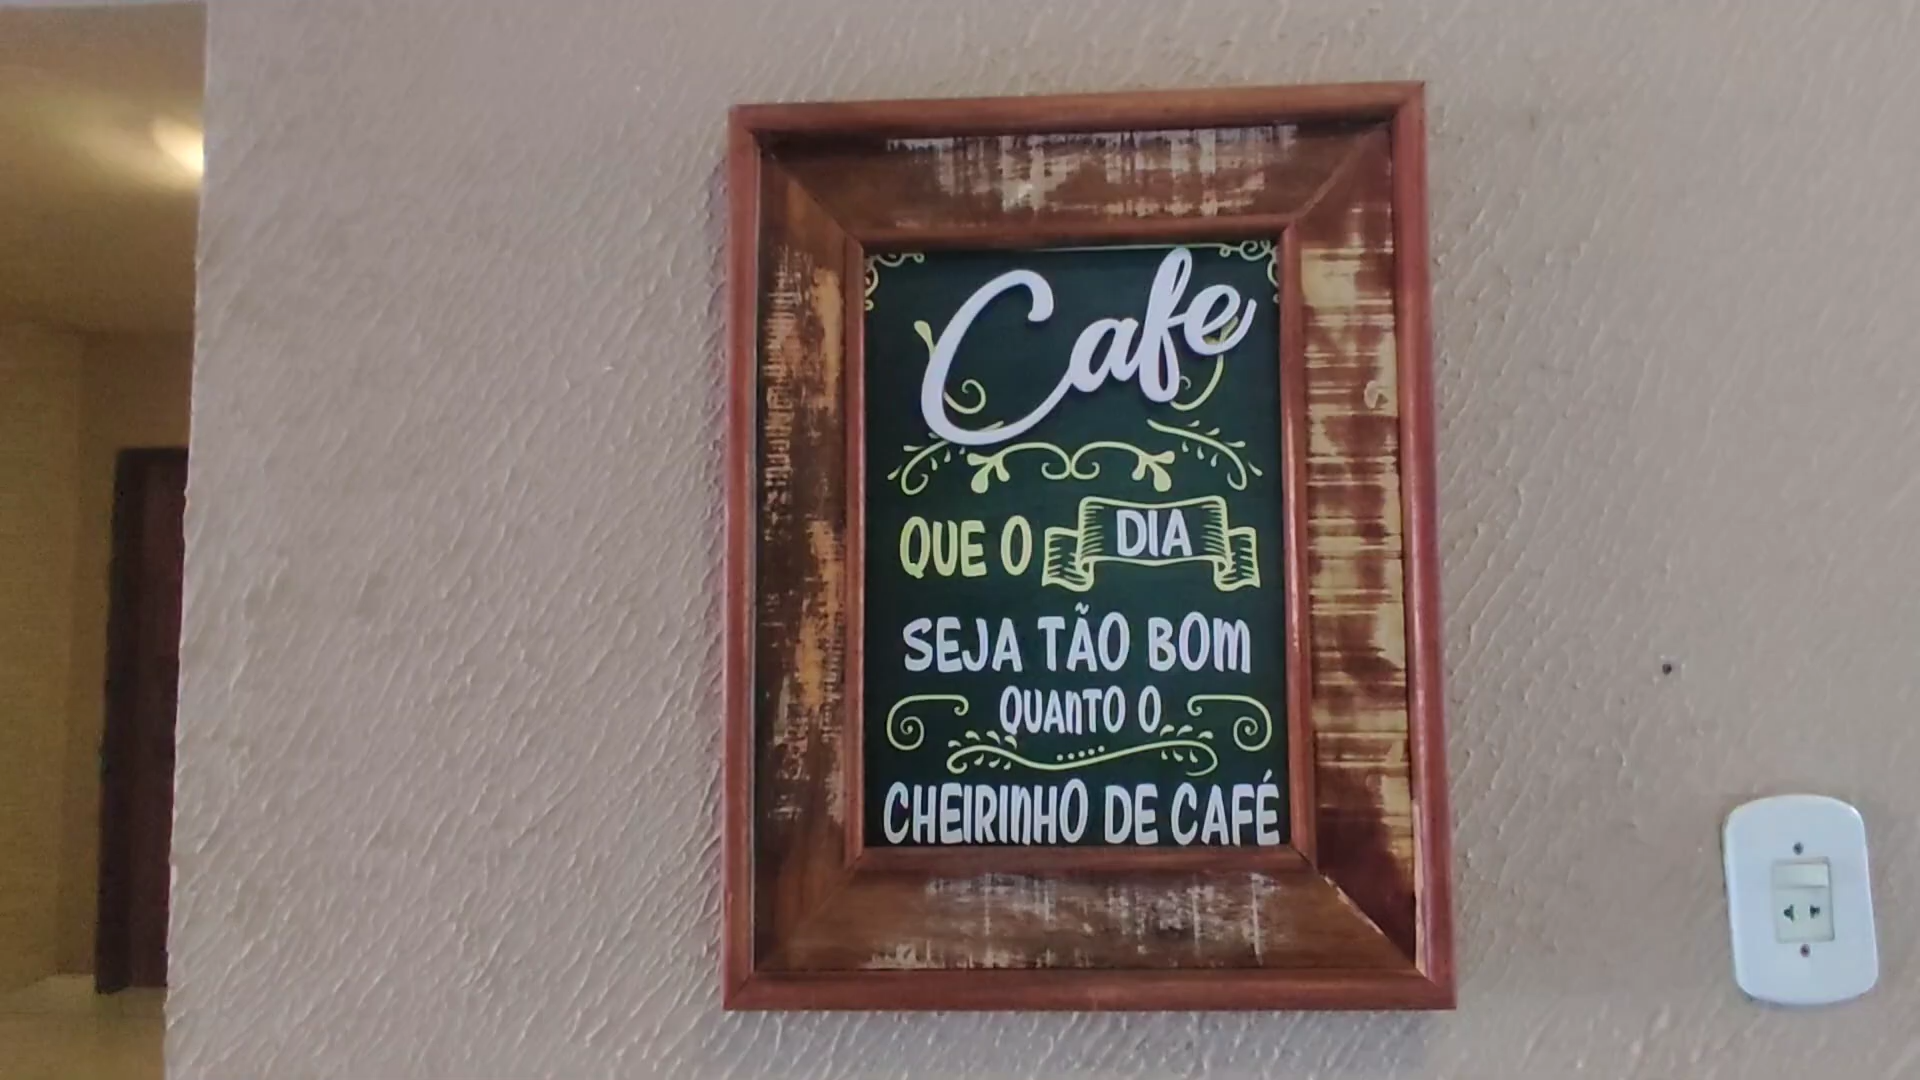 Cafe
QUE O DIA
SEJA TÃO BOM
QUANTO O
CHEIRINHO DE CAFÉ